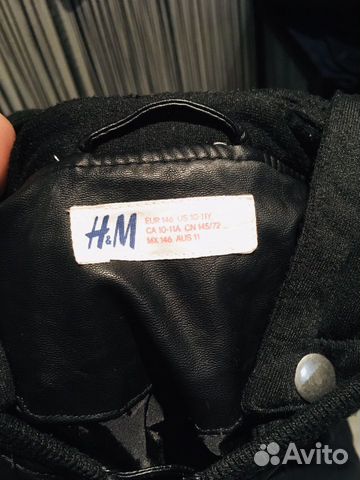 H&M
EUR 146 US 10-11Y
CA 10-11A CN 145/72
MX 146 AUS 11
Avito